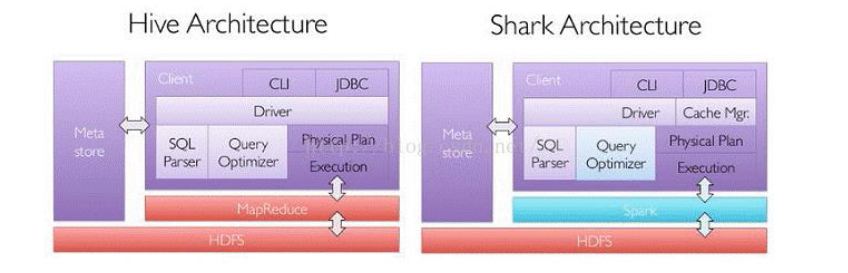 Hive Architecture
Client
CLI
JDBC
Driver
Meta
store
SQL
Parser
Query
Optimizer
Physical Plan
Execution
MapReduce
HDFS
Shark Architecture
Client
CLI
JDBC
Driver
Cache Mgr.
Meta
store
SQL
Parser
Query
Optimizer
Physical Plan
Execution
Spark
HDFS